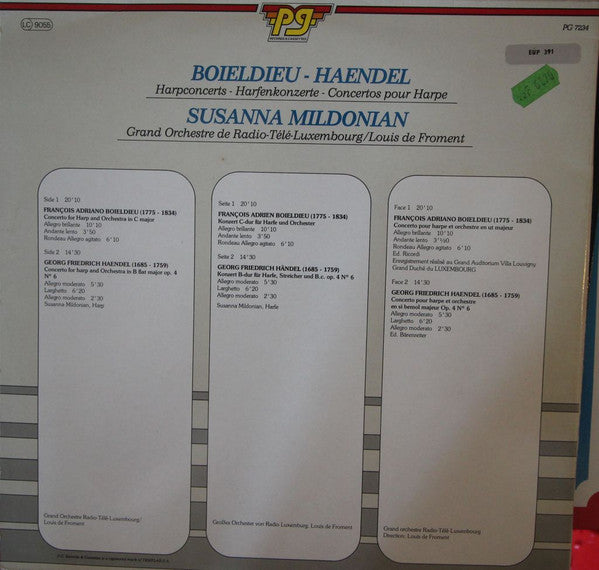 LC 9055
PG
PG 7234
EUP 391
BOIELDIEU - HAENDEL
Harpconcerts - Harfenkonzerte - Concertos pour Harpe
SUSANNA MILDONIAN
Grand Orchestre de Radio-Télé-Luxembourg/Louis de Froment
Side 1 20'10
FRANÇOIS ADRIANO BOIELDIEU (1775 - 1834)
Concerto for Harp and Orchestra in C major
Allegro brillante 10'10
Andante lento 3'50
Rondeau Allegro agitato 6'10
Side 2 14'30
GEORG FRIEDRICH HAENDEL (1685 - 1759)
Concerto for harp and Orchestra in B flat major op. 4
N° 6
Allegro moderato 5'30
Larghetto 6'20
Allegro moderato 2'30
Susanna Mildonian, Harp
Grand Orchestre Radio-Télé-Luxembourg/
Louis de Froment
Seite 1 20'10
FRANÇOIS ADRIEN BOIELDIEU (1775 - 1834)
Konzert C-dur für Harfe und Orchester
Allegro brillante 10'10
Andante lento 3'50
Rondeau Allegro agitato 6'10
Seite 2 14'30
GEORG FRIEDRICH HÄNDEL (1685 - 1759)
Konzert B-dur für Harfe, Streicher und B.c. op. 4 N° 6
Allegro moderato 5'30
Larghetto 6'20
Allegro moderato 2'30
Susanna Mildonian, Harfe
Großes Orchester von Radio Luxemburg. Louis de Froment
Face 1 20'10
FRANÇOIS ADRIANO BOIELDIEU (1775 - 1834)
Concerto pour harpe et orchestre en ut majeur
Allegro brillante 10'10
Andante lento
Rondeau Allegro agitato 6'10
Ed. Ricordi
Enregistrement réalisé au Grand Auditorium Villa Louvigny
Grand Duché du LUXEMBOURG
Face 2 14'30
GEORG FRIEDRICH HAENDEL (1685 - 1759)
Concerto pour harpe et orchestre
en si bemol majeur Op. 4 N° 6
Allegro moderato 5'30
Larghetto 6'20
Allegro moderato 2'30
Ed. Bärenreiter
Grand orchestre Radio-Télé-Luxembourg
Direction: Louis de Froment